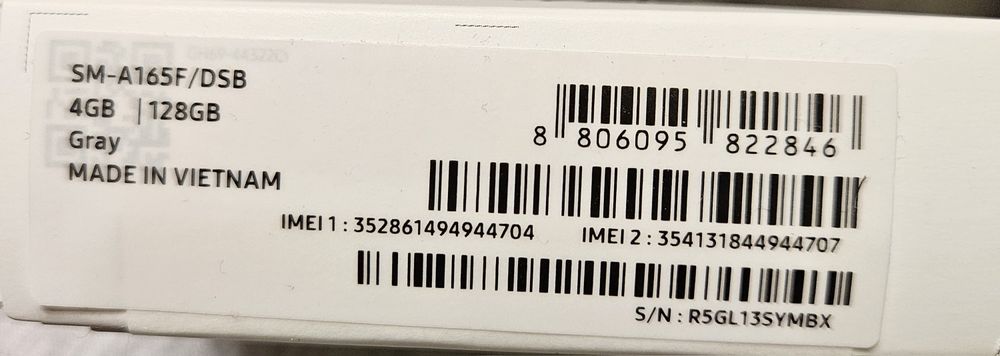 SM-A165F/DSB
4GB | 128GB
Gray
MADE IN VIETNAM
8 806095 822846
IMEI 1 : 352861494944704 IMEI 2 : 354131844944707
S/N : R5GL13SYMBX